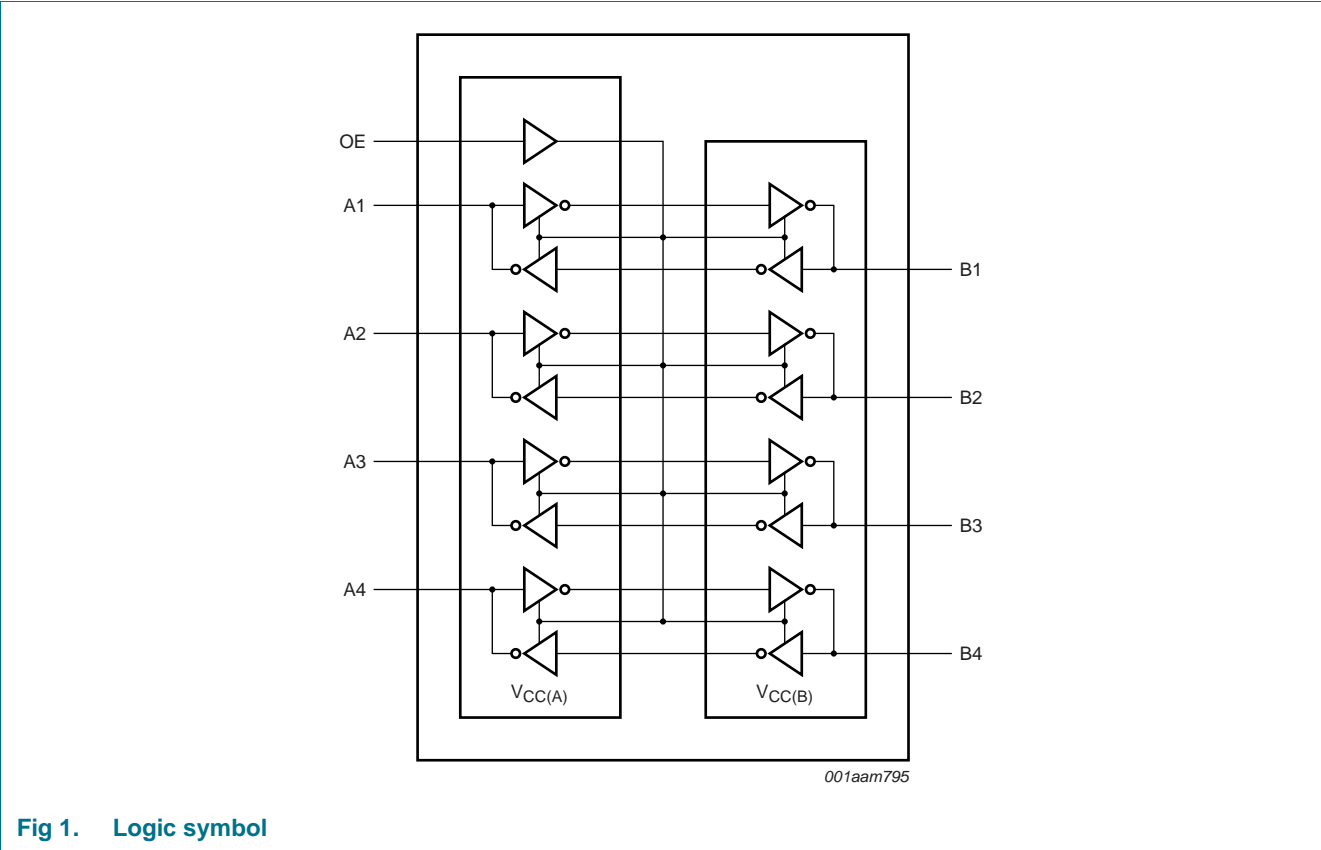 OE
A1
B1
A2
B2
A3
B3
A4
B4
VCC(A)
VCC(B)
001aam795
Fig 1. Logic symbol